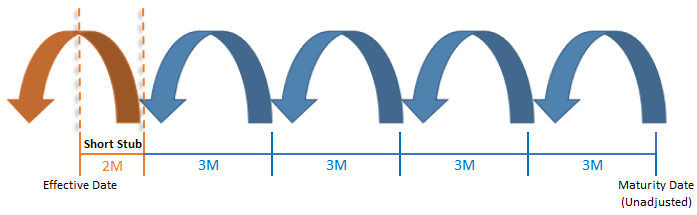 Short Stub
2M
3M
3M
3M
3M
Effective Date
Maturity Date
(Unadjusted)